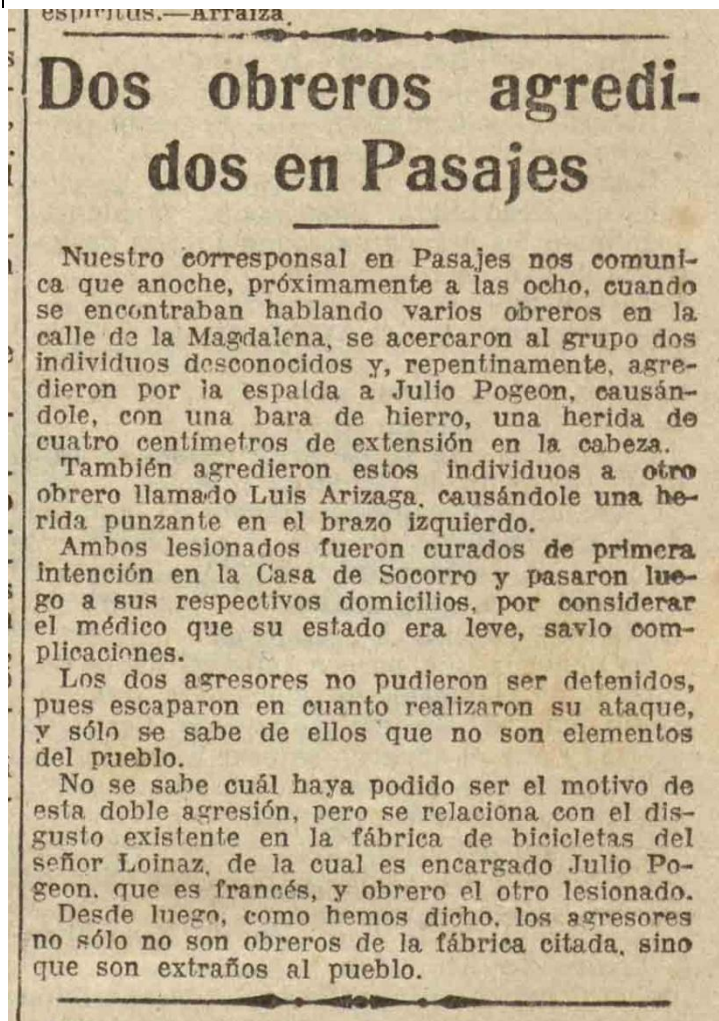 espíritus.—Arraiza.
Dos obreros agredi-
dos en Pasajes
Nuestro corresponsal en Pasajes nos comuni-
ca que anoche, próximamente a las ocho, cuando
se encontraban hablando varios obreros en la
calle de la Magdalena, se acercaron al grupo dos
individuos desconocidos y, repentinamente, agre-
dieron por la espalda a Julio Pogeon, causán-
dole, con una bara de hierro, una herida de
cuatro centímetros de extensión en la cabeza.
También agredieron estos individuos a otro
obrero llamado Luis Arizaga, causándole una he-
rida punzante en el brazo izquierdo.
Ambos lesionados fueron curados de primera
intención en la Casa de Socorro y pasaron lue-
go a sus respectivos domicilios, por considerar
el médico que su estado era leve, savlo com-
plicaciones.
Los dos agresores no pudieron ser detenidos,
pues escaparon en cuanto realizaron su ataque,
y sólo se sabe de ellos que no son elementos
del pueblo.
No se sabe cuál haya podido ser el motivo de
esta doble agresión, pero se relaciona con el dis-
gusto existente en la fábrica de bicicletas del
señor Loinaz, de la cual es encargado Julio Po-
geon. que es francés, y obrero el otro lesionado.
Desde luego, como hemos dicho, los agresores
no sólo no son obreros de la fábrica citada, sino
que son extraños al pueblo.